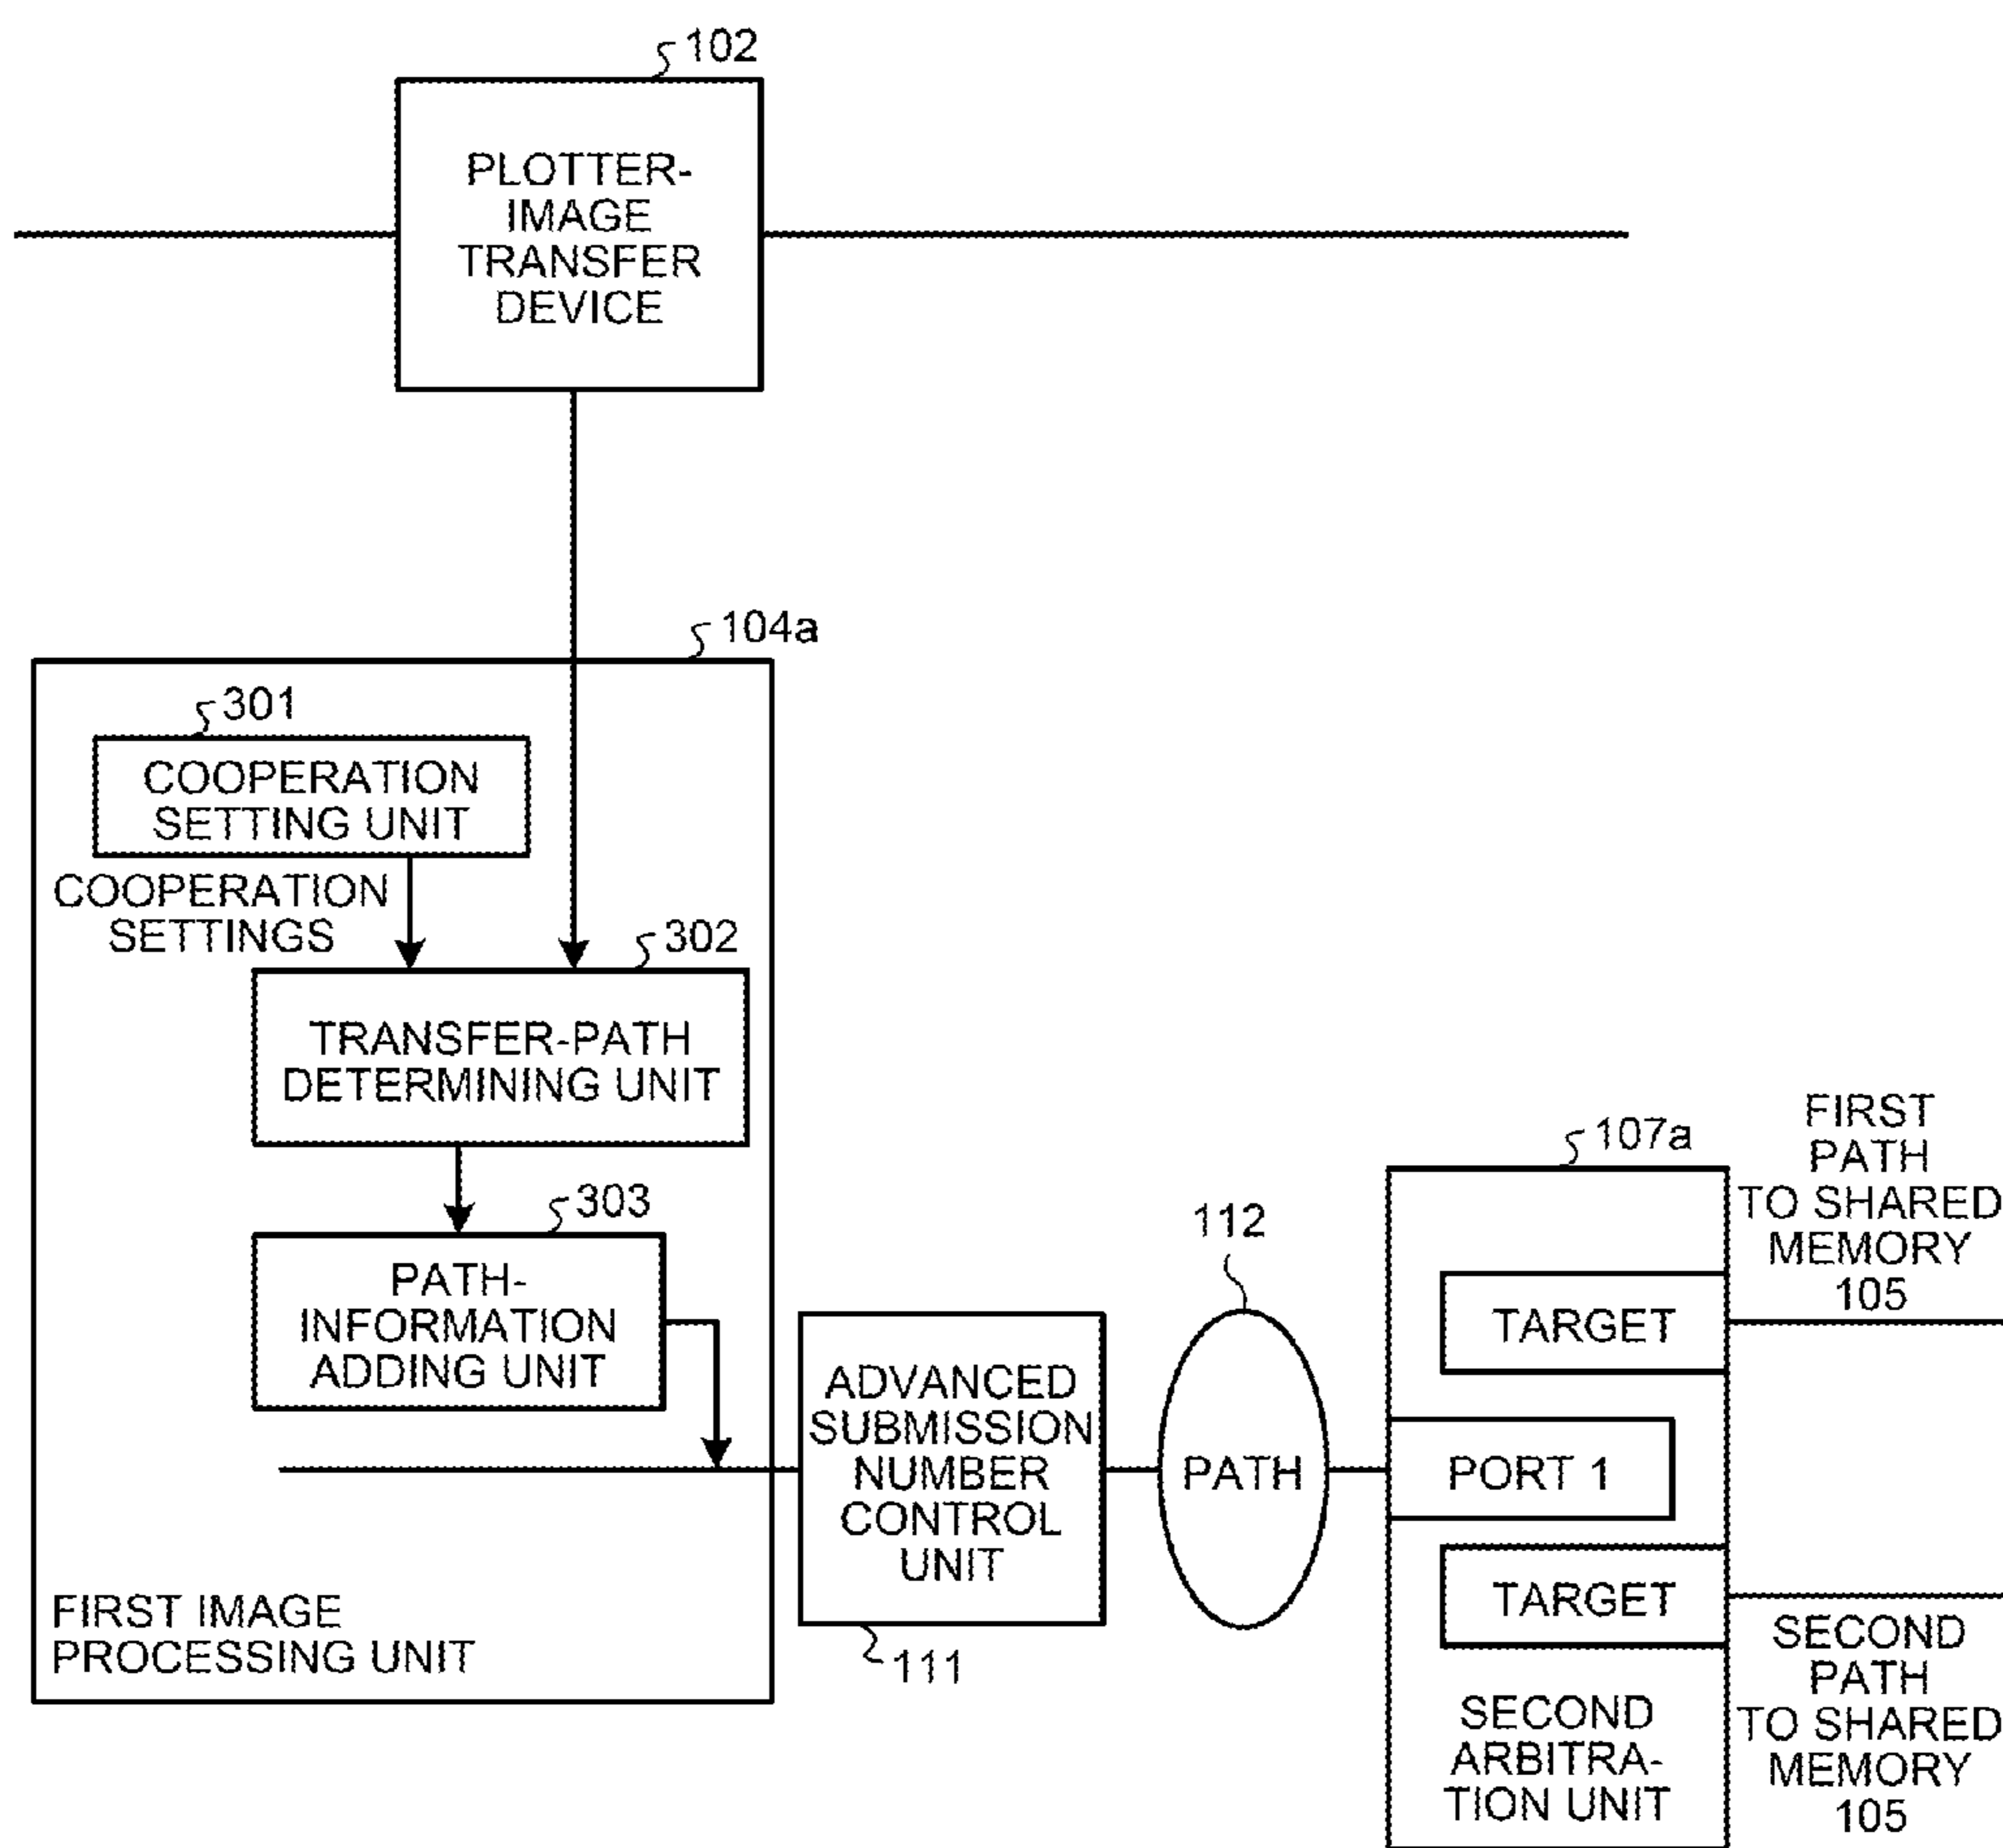 102
PLOTTER-
IMAGE
TRANSFER
DEVICE
104a
301
COOPERATION
SETTING UNIT
COOPERATION
SETTINGS
302
TRANSFER-PATH
DETERMINING UNIT
303
PATH-
INFORMATION
ADDING UNIT
FIRST IMAGE
PROCESSING UNIT
ADVANCED
SUBMISSION
NUMBER
CONTROL
UNIT
111
112
PATH
107a
TARGET
PORT 1
TARGET
SECOND
ARBITRA-
TION UNIT
FIRST
PATH
TO SHARED
MEMORY
105
SECOND
PATH
TO SHARED
MEMORY
105